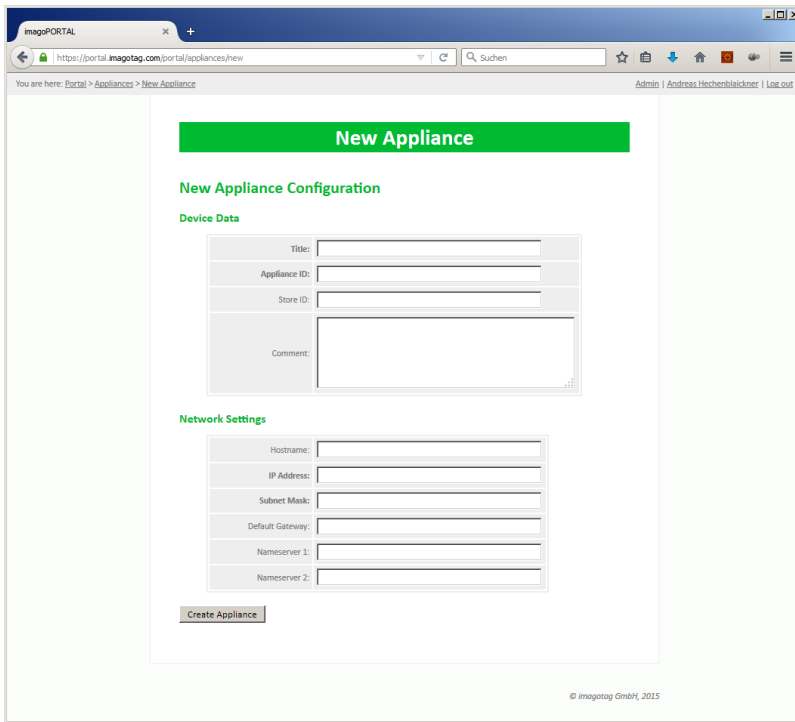 imagoPORTAL
https://portal.imagotag.com/portal/appliances/new
Suchen
You are here: Portal > Appliances > New Appliance
Admin | Andreas Hechenblaickner | Log out
New Appliance
New Appliance Configuration
Device Data
Title:
Appliance ID:
Store ID:
Comment:
Network Settings
Hostname:
IP Address:
Subnet Mask:
Default Gateway:
Nameserver 1:
Nameserver 2:
Create Appliance
© imagotag GmbH, 2015